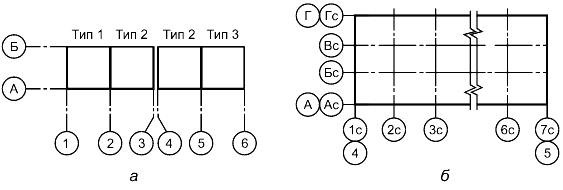 Тип 1 Тип 2 Тип 2 Тип 3
Б
А
1 2 3 4 5 6
а
Г Гс
Вс
Бс
А Ас
1с 2с 3с 6с 7с
4 5
б